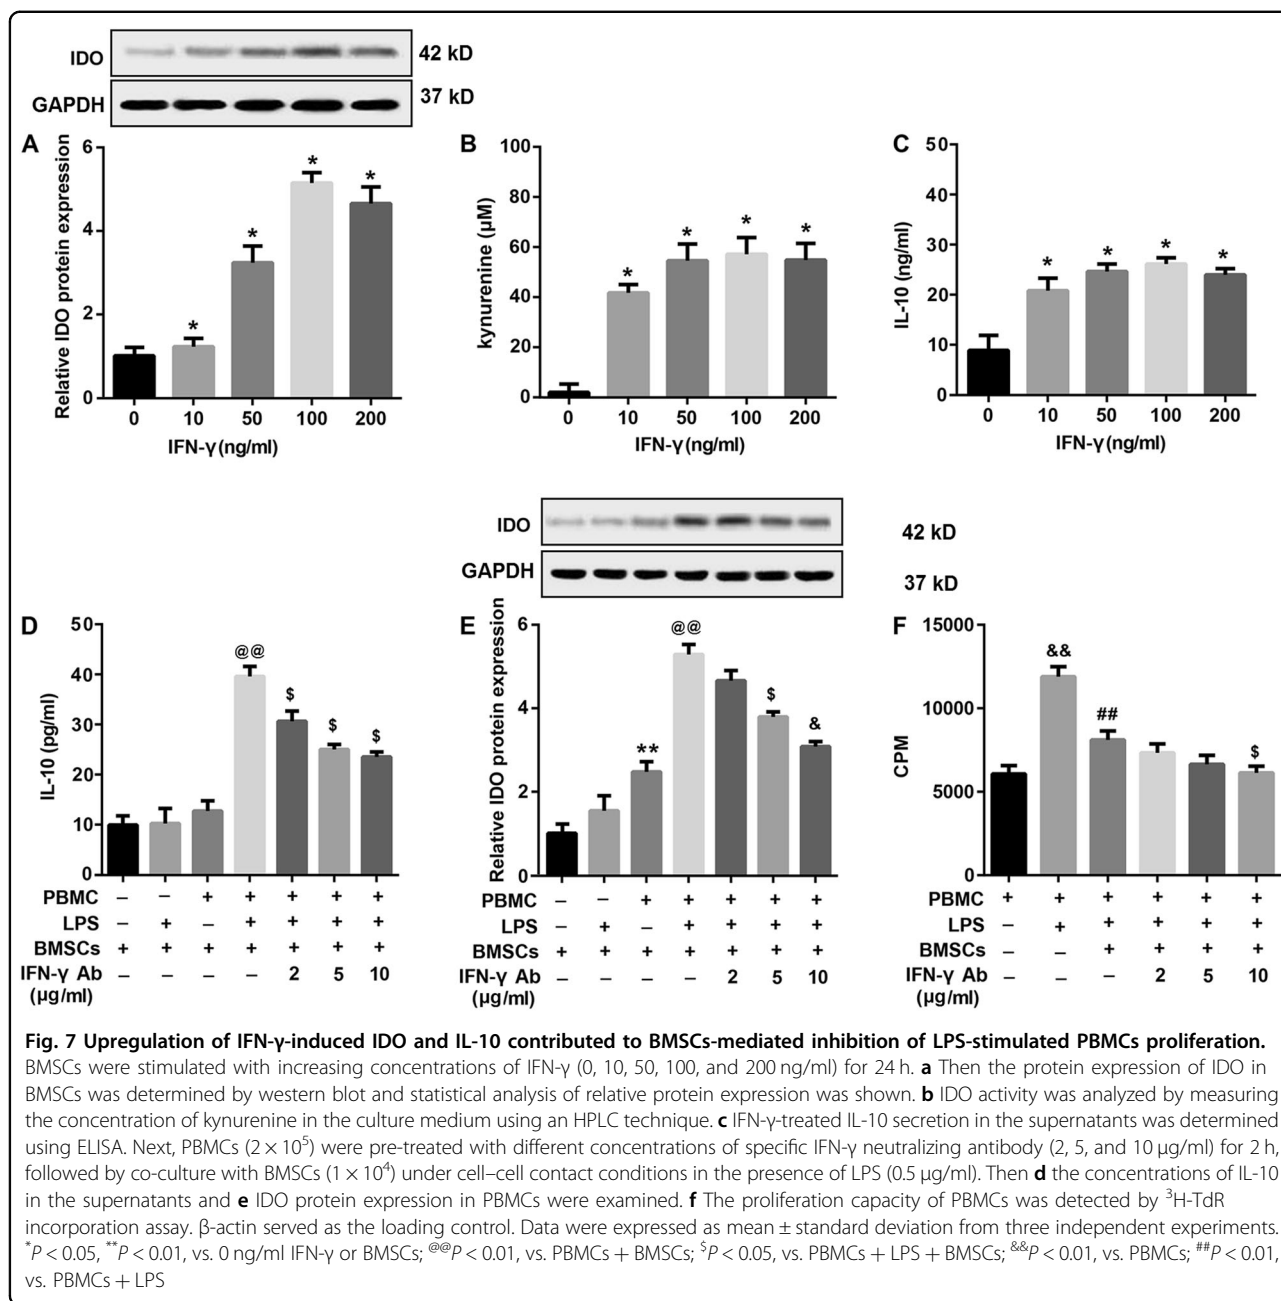 IDO
42 kD
GAPDH
37 kD
A
Relative IDO protein expression
6
4
2
0
* * * *
0 10 50 100 200
IFN-γ (ng/ml)
B
kynurenine (μM)
100
80
60
40
20
0
* * * *
0 10 50 100 200
IFN-γ (ng/ml)
C
IL-10 (ng/ml)
50
40
30
20
10
0
* * * *
0 10 50 100 200
IFN-γ (ng/ml)
IDO
42 kD
GAPDH
37 kD
D
IL-10 (pg/ml)
50
40
30
20
10
0
@@ $ $ $
PBMC – – + + + + +
LPS – + – + + + +
BMSCs + + + + + + +
IFN-γ Ab – – – – 2 5 10
(μg/ml)
E
Relative IDO protein expression
6
4
2
0
** @@ $ &
PBMC – – + + + + +
LPS – + – + + + +
BMSCs + + + + + + +
IFN-γ Ab – – – – 2 5 10
(μg/ml)
F
CPM
15000
10000
5000
0
&& ## $
PBMC + + + + + +
LPS – + + + + +
BMSCs – – + + + +
IFN-γ Ab – – – 2 5 10
(μg/ml)
Fig. 7 Upregulation of IFN-γ-induced IDO and IL-10 contributed to BMSCs-mediated inhibition of LPS-stimulated PBMCs proliferation.
BMSCs were stimulated with increasing concentrations of IFN-γ (0, 10, 50, 100, and 200 ng/ml) for 24 h. a Then the protein expression of IDO in
BMSCs was determined by western blot and statistical analysis of relative protein expression was shown. b IDO activity was analyzed by measuring
the concentration of kynurenine in the culture medium using an HPLC technique. c IFN-γ-treated IL-10 secretion in the supernatants was determined
using ELISA. Next, PBMCs (2 × 10⁵) were pre-treated with different concentrations of specific IFN-γ neutralizing antibody (2, 5, and 10 μg/ml) for 2 h,
followed by co-culture with BMSCs (1 × 10⁴) under cell–cell contact conditions in the presence of LPS (0.5 μg/ml). Then d the concentrations of IL-10
in the supernatants and e IDO protein expression in PBMCs were examined. f The proliferation capacity of PBMCs was detected by ³H-TdR
incorporation assay. β-actin served as the loading control. Data were expressed as mean ± standard deviation from three independent experiments.
*P < 0.05, **P < 0.01, vs. 0 ng/ml IFN-γ or BMSCs; @@P < 0.01, vs. PBMCs + BMSCs; $P < 0.05, vs. PBMCs + LPS + BMSCs; &&P < 0.01, vs. PBMCs; ##P < 0.01,
vs. PBMCs + LPS